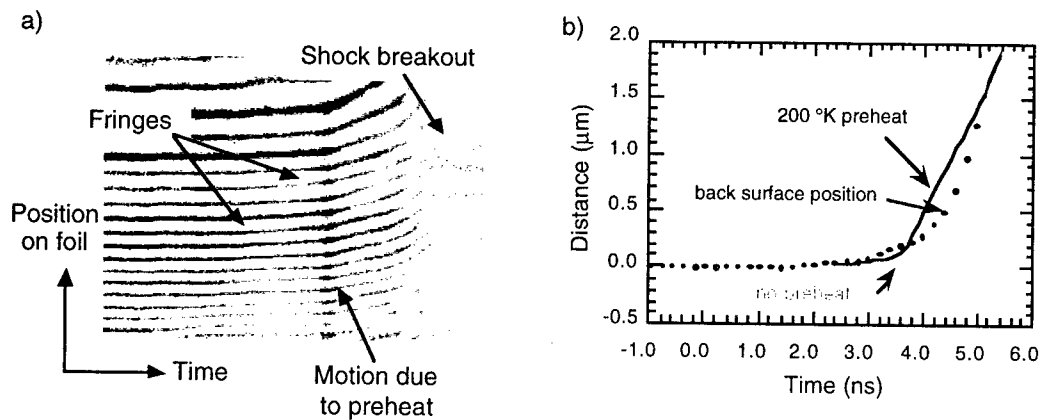 a)
Shock breakout
Fringes
Position
on foil
Time
Motion due
to preheat
b)
2.0
1.5
1.0
0.5
0.0
-0.5
Distance (μm)
200 °K preheat
back surface position
no preheat
-1.0 0.0 1.0 2.0 3.0 4.0 5.0 6.0
Time (ns)